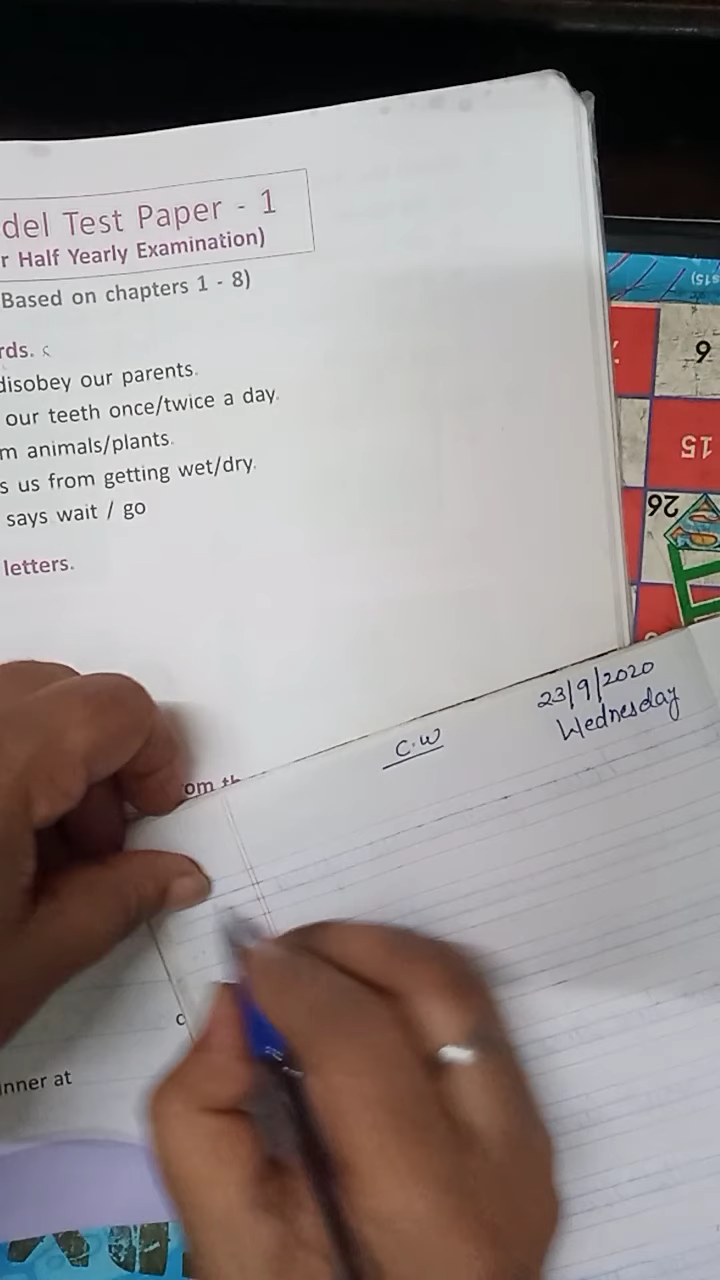 del Test Paper - 1
r Half Yearly Examination)
Based on chapters 1 - 8)
rds.
disobey our parents.
our teeth once/twice a day.
m animals/plants.
s us from getting wet/dry.
says wait / go
letters.
6
15
26
23/9/2020
Wednesday
C.W
om th
c
inner at